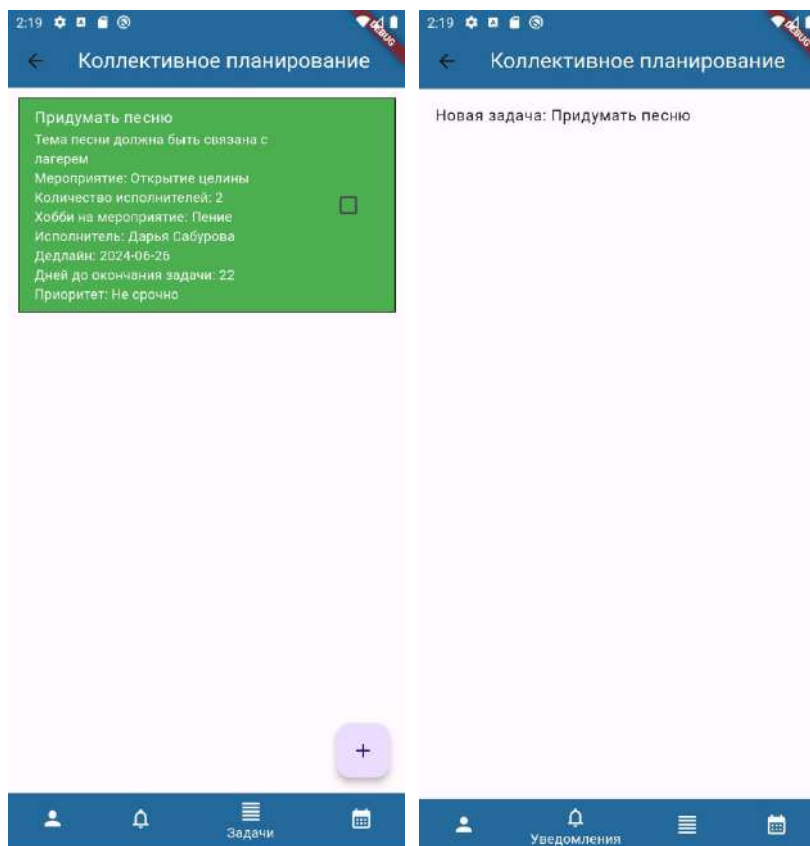 2:19
DEBUG
Коллективное планирование
Придумать песню
Тема песни должна быть связана с
лагерем
Мероприятие: Открытие целины
Количество исполнителей: 2
Хобби на мероприятие: Пение
Исполнитель: Дарья Сабурова
Дедлайн: 2024-06-26
Дней до окончания задачи: 22
Приоритет: Не срочно
+
Задачи
2:19
DEBUG
Коллективное планирование
Новая задача: Придумать песню
Уведомления